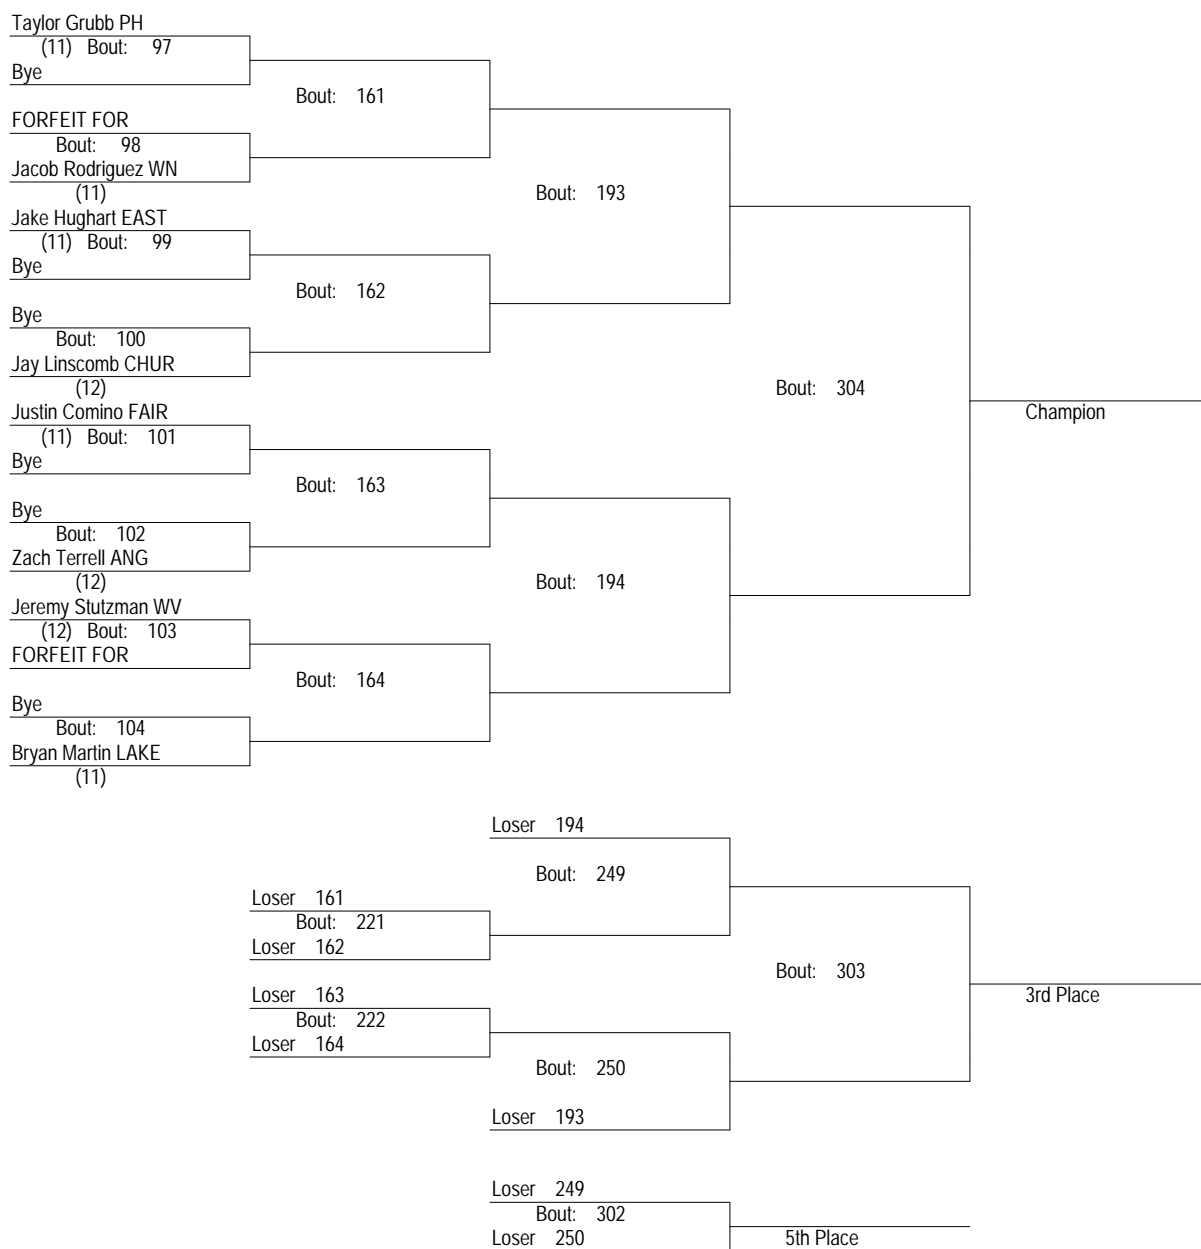 Taylor Grubb PH
(11) Bout: 97
Bye
Bout: 161
FORFEIT FOR
Bout: 98
Jacob Rodriguez WN
(11)
Bout: 193
Jake Hughart EAST
(11) Bout: 99
Bye
Bout: 162
Bye
Bout: 100
Jay Linscomb CHUR
(12)
Bout: 304
Justin Comino FAIR
Champion
(11) Bout: 101
Bye
Bout: 163
Bye
Bout: 102
Zach Terrell ANG
(12)
Bout: 194
Jeremy Stutzman WV
(12) Bout: 103
FORFEIT FOR
Bout: 164
Bye
Bout: 104
Bryan Martin LAKE
(11)
Loser 194
Bout: 249
Loser 161
Bout: 221
Loser 162
Bout: 303
Loser 163
3rd Place
Bout: 222
Loser 164
Bout: 250
Loser 193
Loser 249
Bout: 302
Loser 250
5th Place